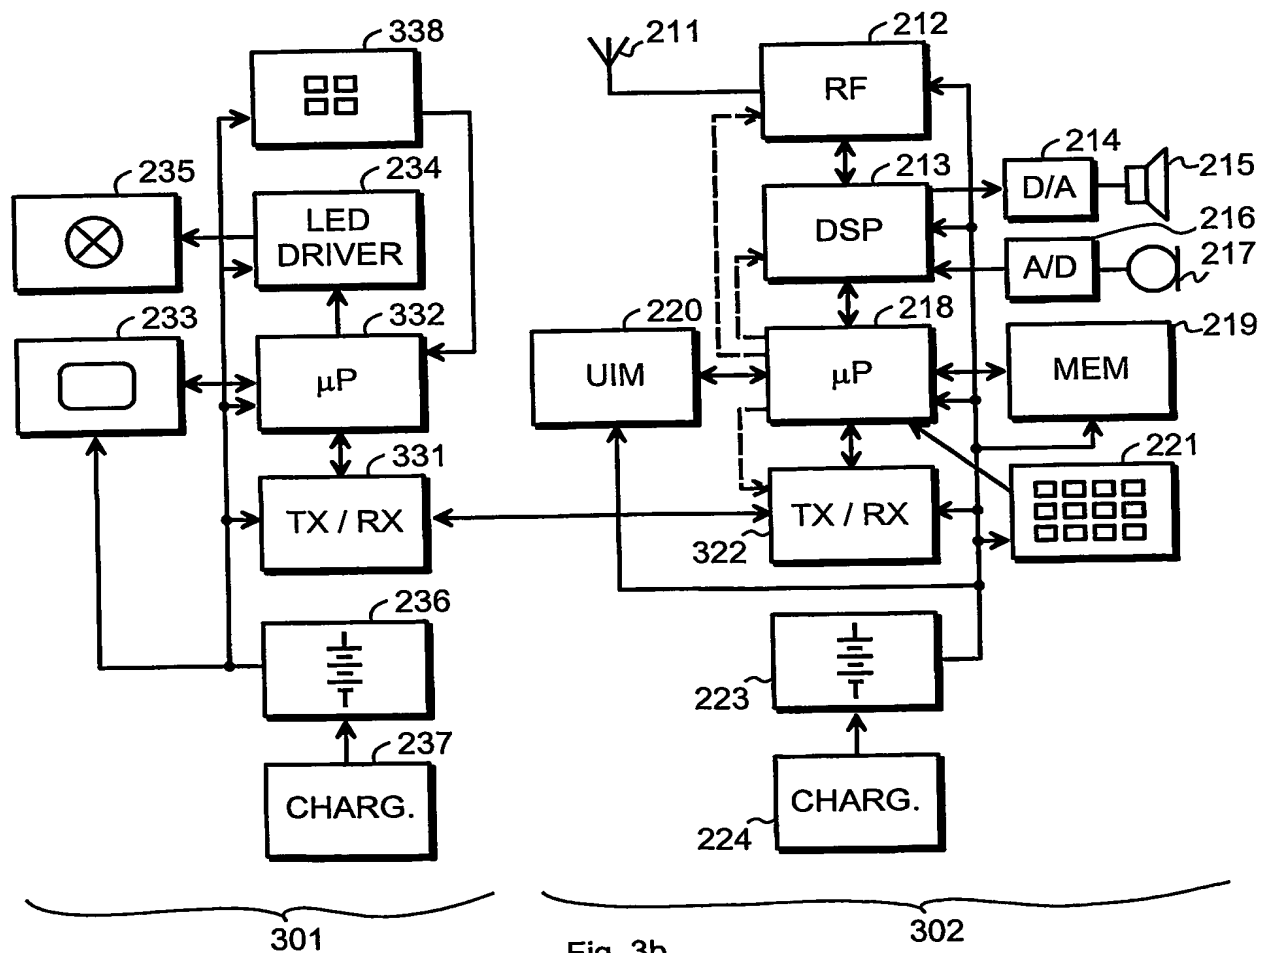 338
211
212
RF
235
234
213
214
215
LED
DRIVER
DSP
D/A
216
A/D
217
233
332
220
218
219
µP
UIM
µP
MEM
331
221
TX / RX
TX / RX
322
236
223
237
CHARG.
CHARG.
224
301
302
Fig. 3b